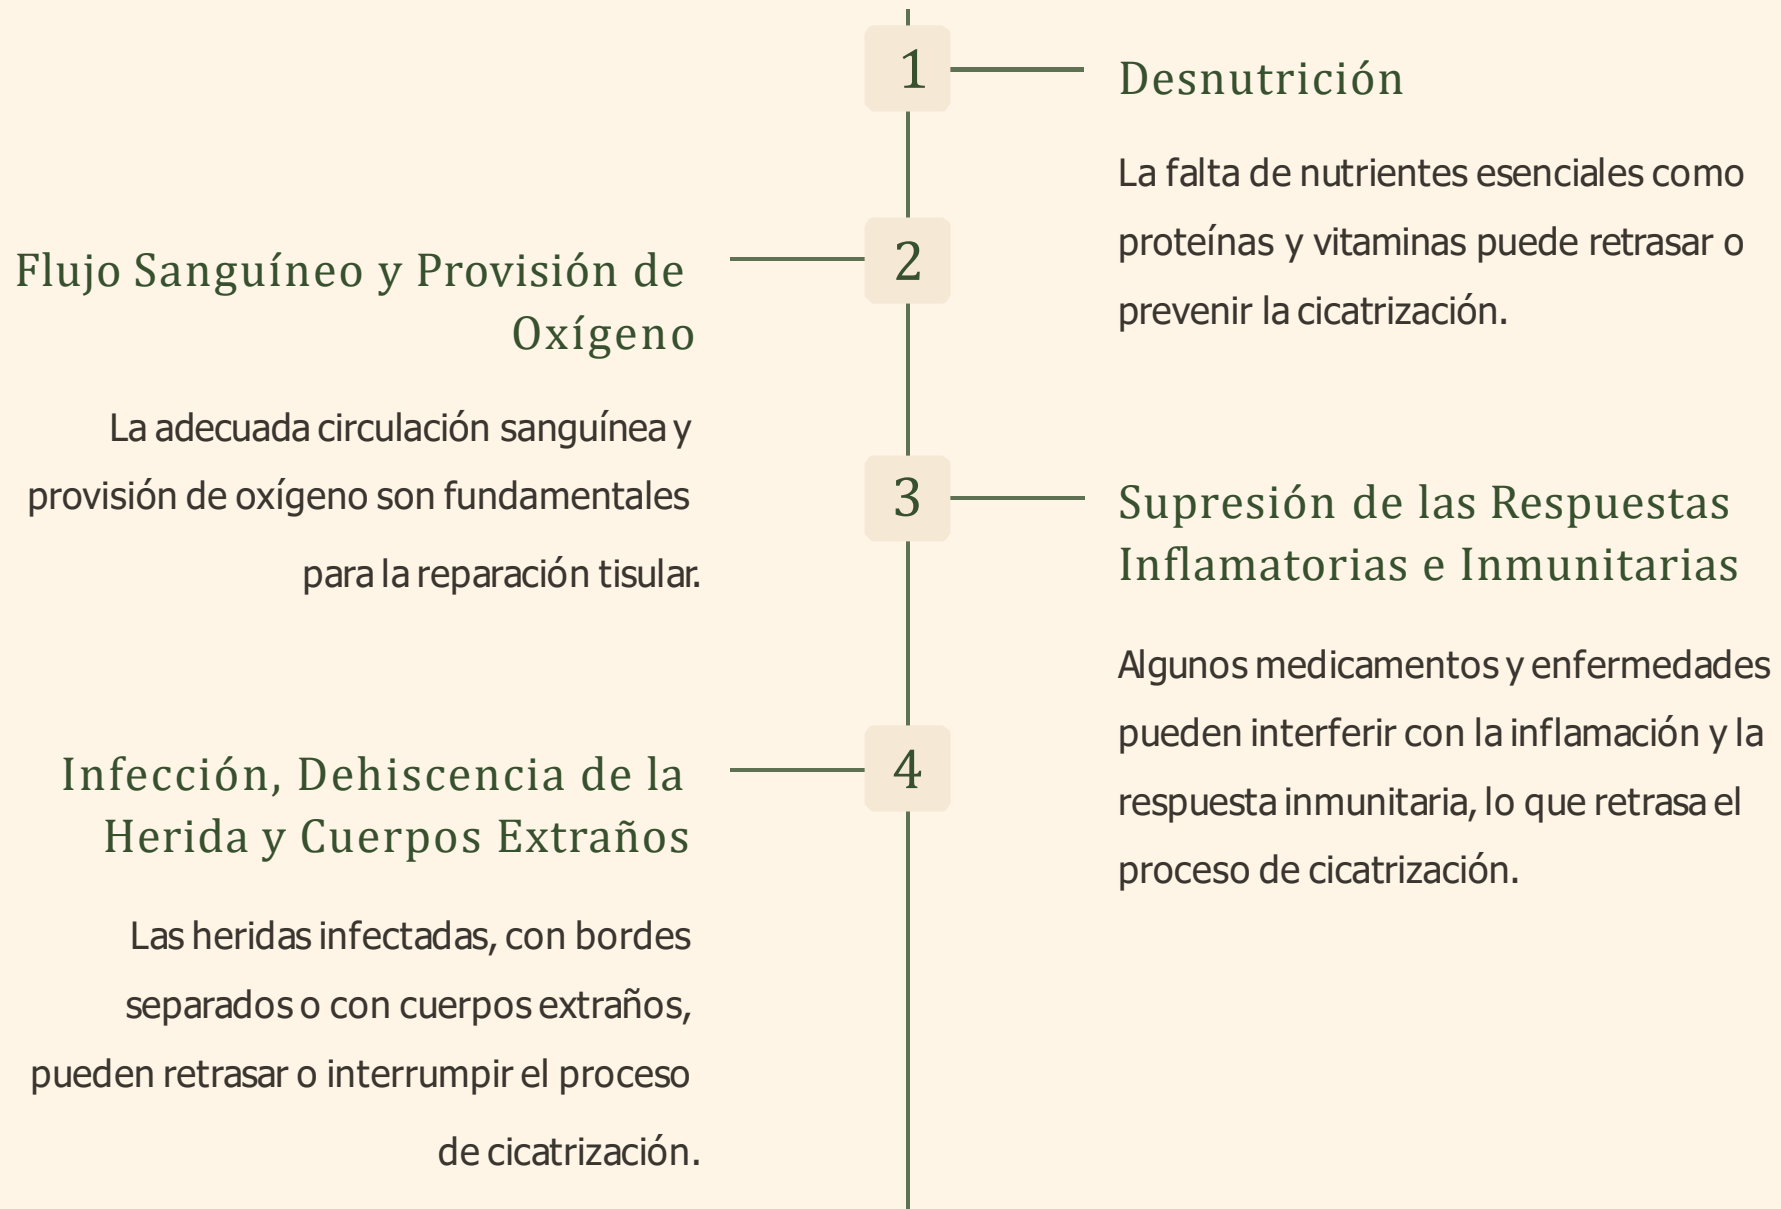 1
Desnutrición
La falta de nutrientes esenciales como
proteínas y vitaminas puede retrasar o
prevenir la cicatrización.
2
Flujo Sanguíneo y Provisión de
Oxígeno
La adecuada circulación sanguínea y
provisión de oxígeno son fundamentales
para la reparación tisular.
3
Supresión de las Respuestas
Inflamatorias e Inmunitarias
Algunos medicamentos y enfermedades
pueden interferir con la inflamación y la
respuesta inmunitaria, lo que retrasa el
proceso de cicatrización.
4
Infección, Dehiscencia de la
Herida y Cuerpos Extraños
Las heridas infectadas, con bordes
separados o con cuerpos extraños,
pueden retrasar o interrumpir el proceso
de cicatrización.